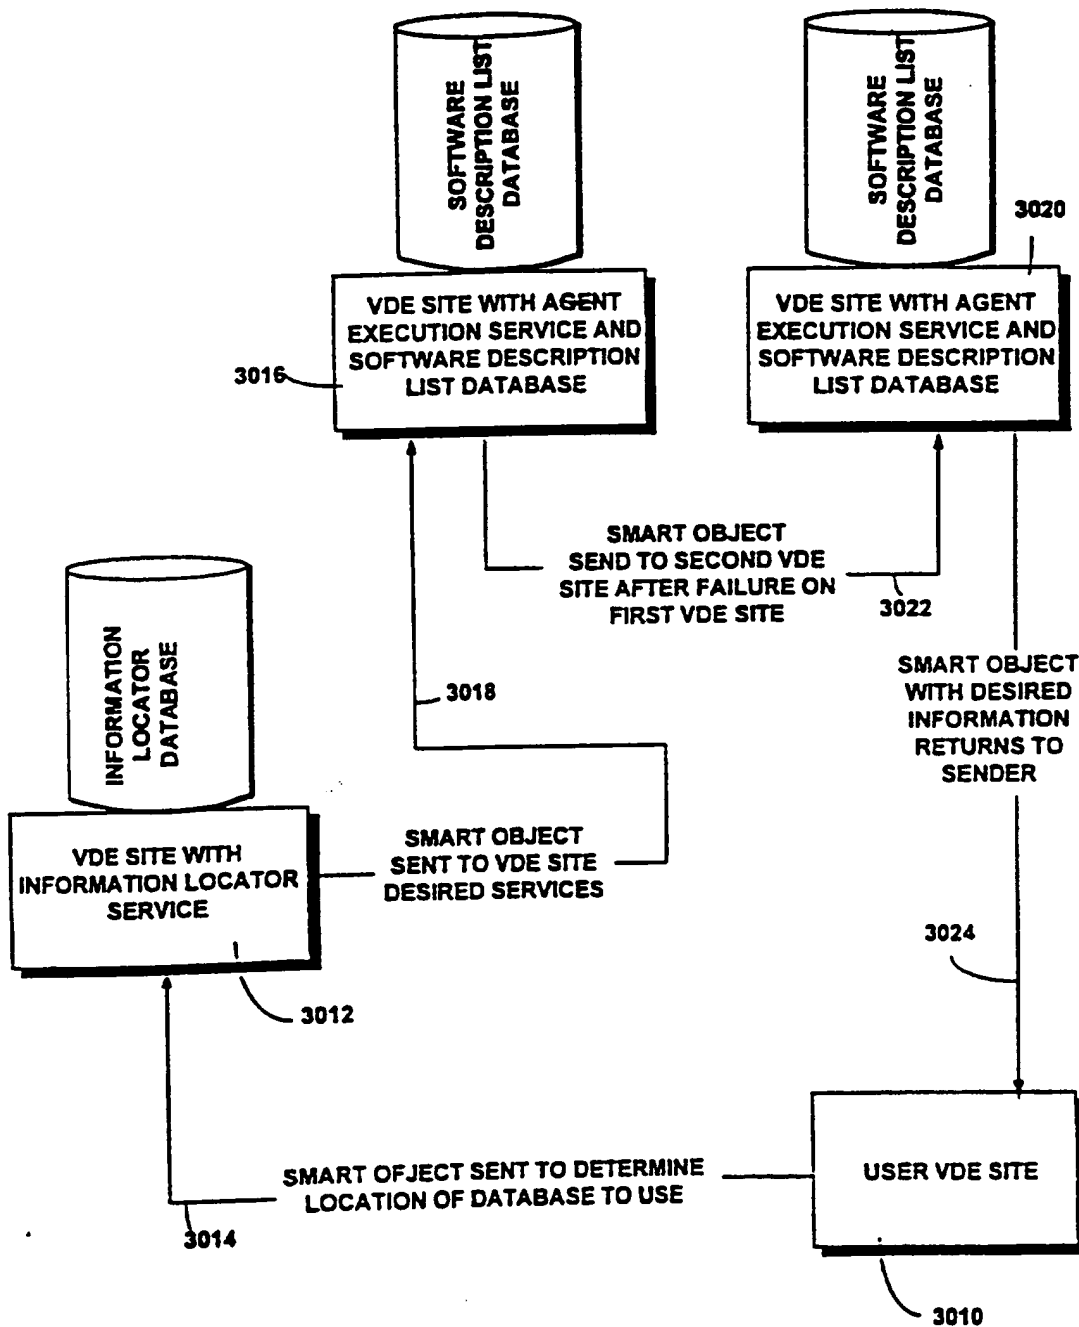 SOFTWARE
DESCRIPTION LIST
DATABASE
SOFTWARE
DESCRIPTION LIST
DATABASE
3020
VDE SITE WITH AGENT
EXECUTION SERVICE AND
SOFTWARE DESCRIPTION
LIST DATABASE
3016
VDE SITE WITH AGENT
EXECUTION SERVICE AND
SOFTWARE DESCRIPTION
LIST DATABASE
SMART OBJECT
SEND TO SECOND VDE
SITE AFTER FAILURE ON
FIRST VDE SITE
3022
INFORMATION
LOCATOR
DATABASE
3018
SMART OBJECT
WITH DESIRED
INFORMATION
RETURNS TO
SENDER
VDE SITE WITH
INFORMATION LOCATOR
SERVICE
SMART OBJECT
SENT TO VDE SITE
DESIRED SERVICES
3024
3012
SMART OFJECT SENT TO DETERMINE
LOCATION OF DATABASE TO USE
USER VDE SITE
3014
3010